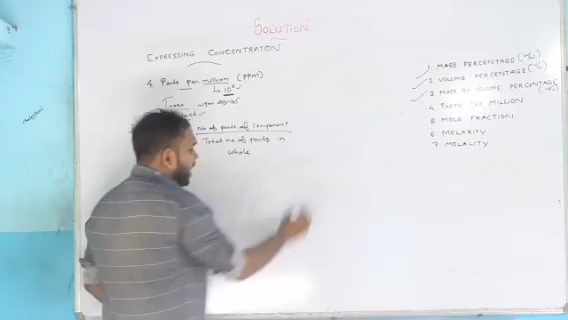 SOLUTION
EXPRESSING CONCENTRATION
4. Parts per million (PPM)
↳ 10⁶
Trace
No of parts of component
Total no of parts in
whole
1. MASS PERCENTAGE (w/w)
2. VOLUME PERCENTAGE (v/v)
3 MASS BY VOLUME PERCENTAGE
4 PARTS PER MILLION
5 MOLE FRACTION
6 MOLARITY
7. MOLALITY